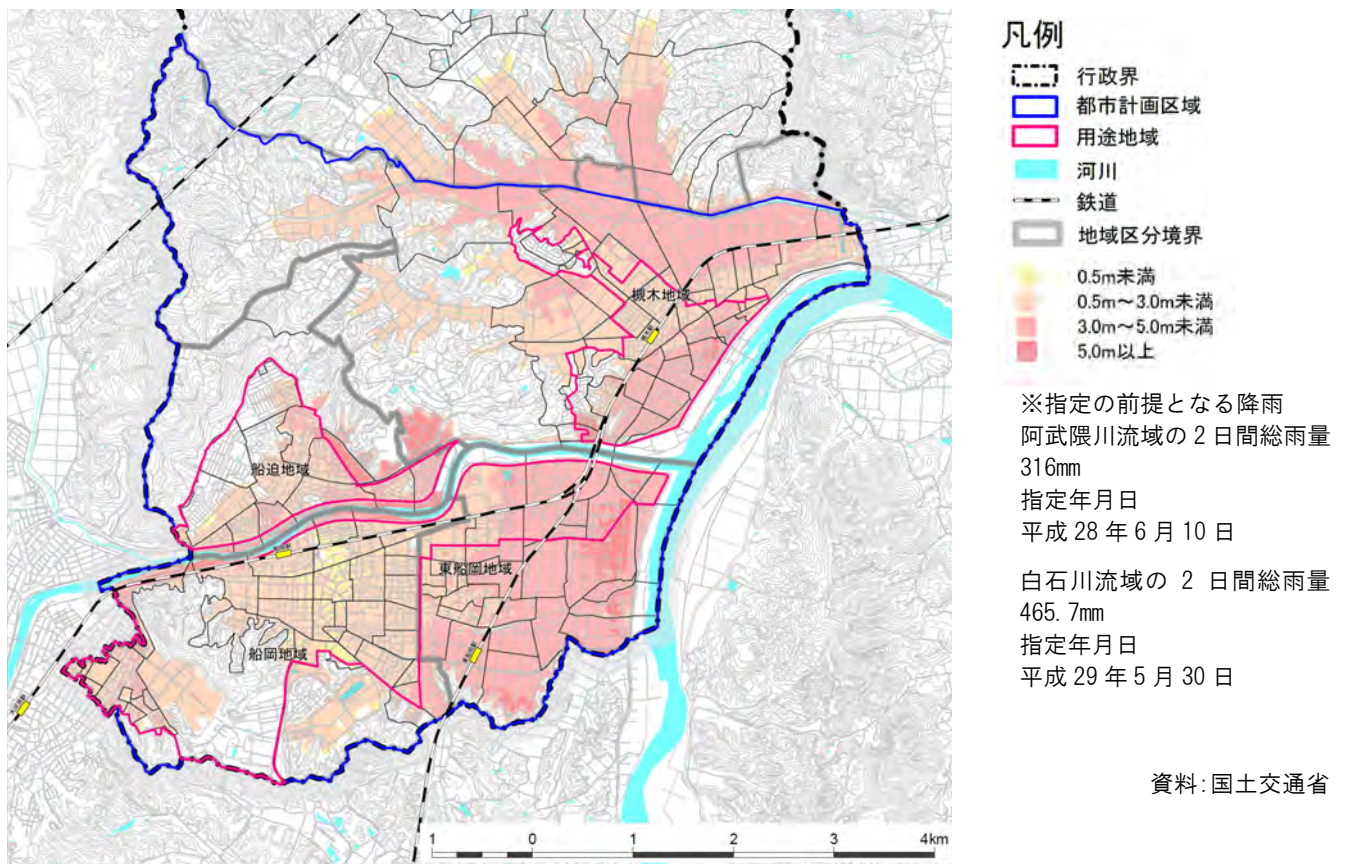 凡例
行政界
都市計画区域
用途地域
河川
鉄道
地域区分境界
0.5m未満
0.5m~3.0m未満
3.0m~5.0m未満
5.0m以上
※指定の前提となる降雨
阿武隈川流域の2日間総雨量
316mm
指定年月日
平成28年6月10日
白石川流域の 2 日間総雨量
465.7mm
指定年月日
平成29年5月30日
資料:国土交通省
槻木地域
船迫地域
東船岡地域
船岡地域
1 0 1 2 3 4km